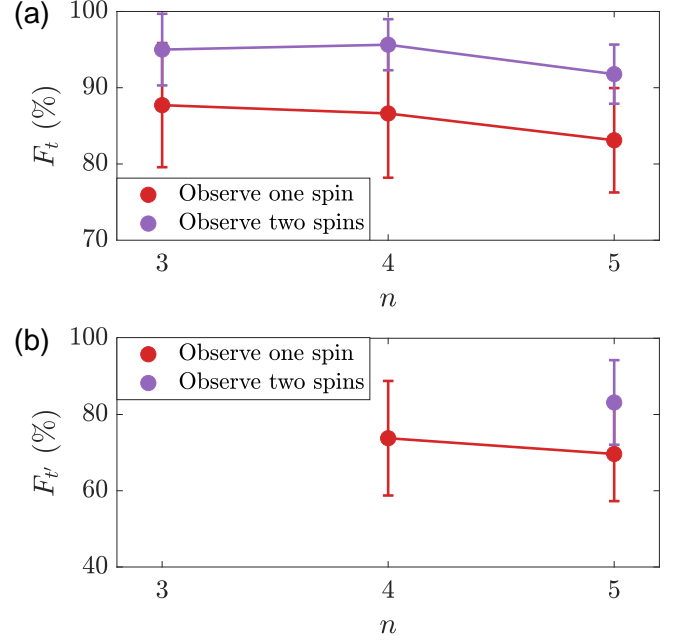 (a)
100
90
80
70
F_t (%)
Observe one spin
Observe two spins
3 4 5
n
(b)
100
80
60
40
F_{t'} (%)
Observe one spin
Observe two spins
3 4 5
n